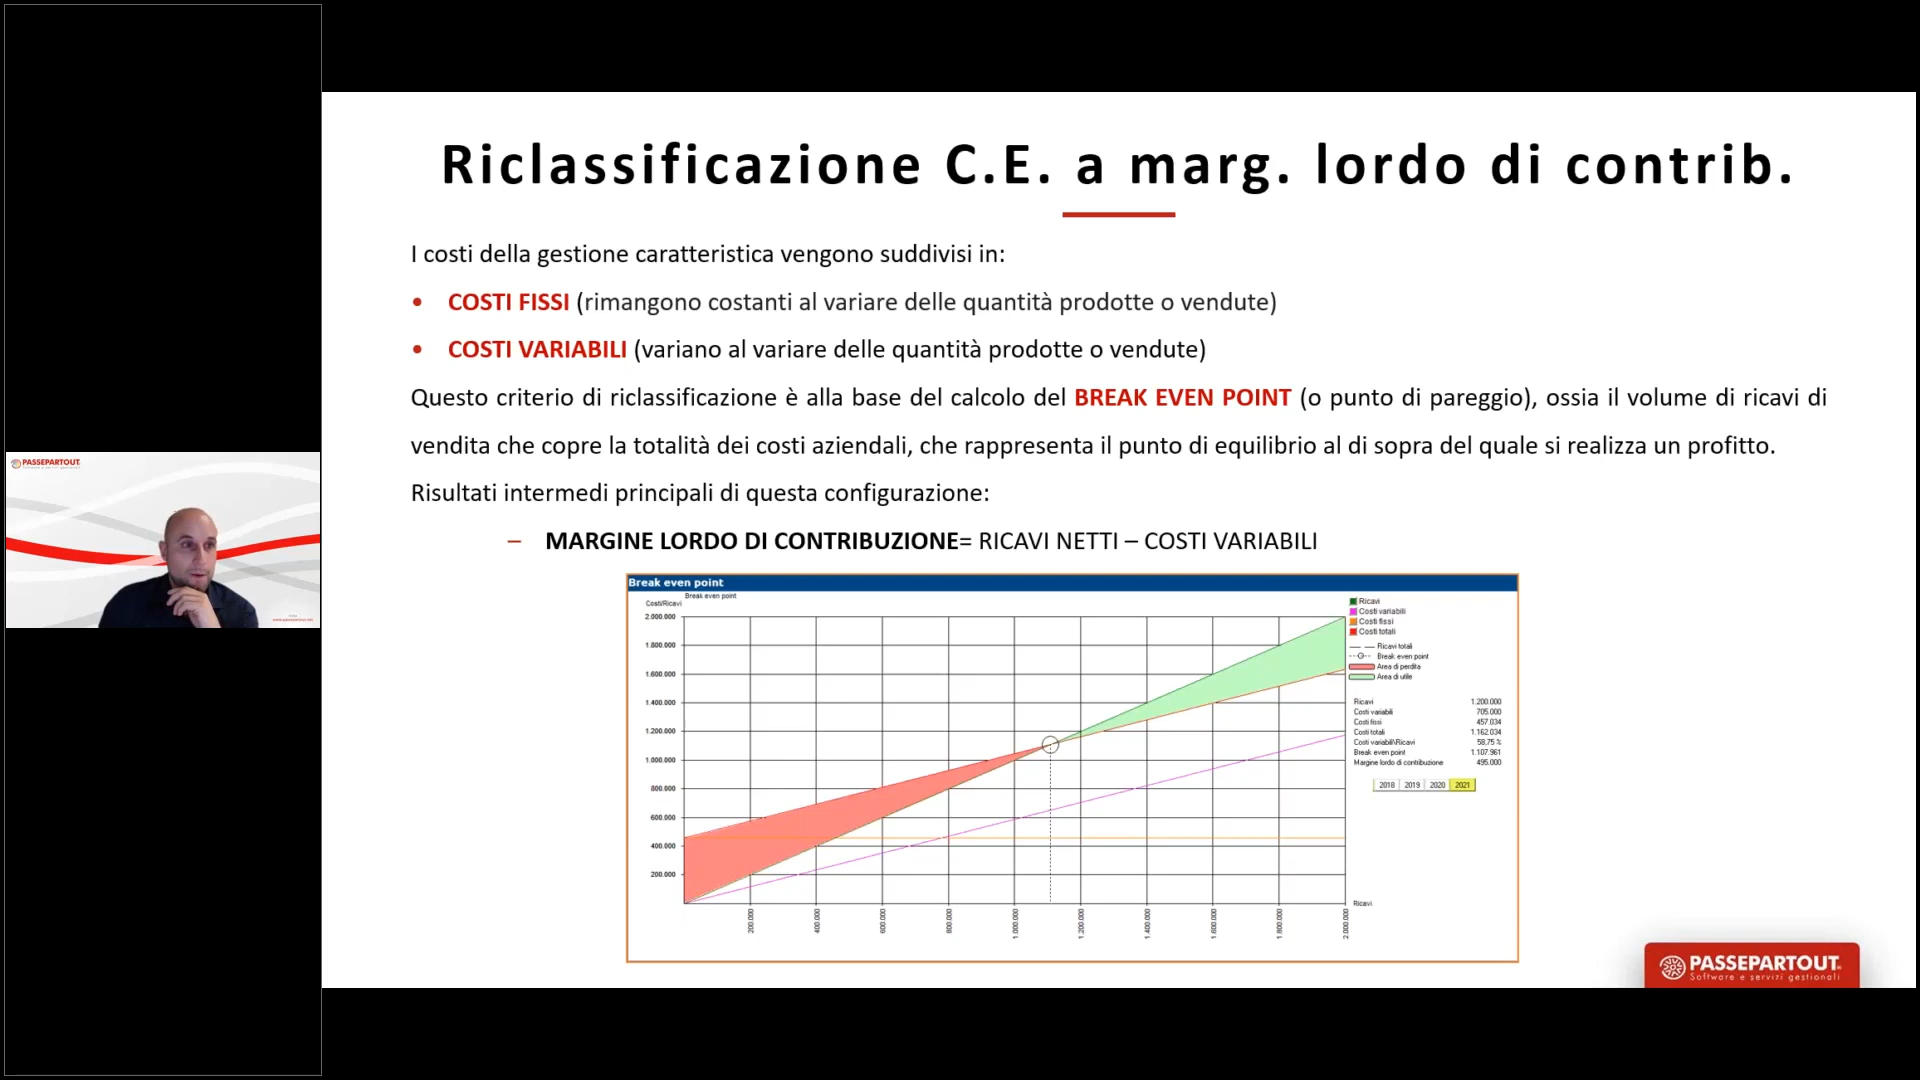 Riclassificazione C.E. a marg. lordo di contrib.
I costi della gestione caratteristica vengono suddivisi in:
• COSTI FISSI (rimangono costanti al variare delle quantità prodotte o vendute)
• COSTI VARIABILI (variano al variare delle quantità prodotte o vendute)
Questo criterio di riclassificazione è alla base del calcolo del BREAK EVEN POINT (o punto di pareggio), ossia il volume di ricavi di
vendita che copre la totalità dei costi aziendali, che rappresenta il punto di equilibrio al di sopra del quale si realizza un profitto.
Risultati intermedi principali di questa configurazione:
– MARGINE LORDO DI CONTRIBUZIONE= RICAVI NETTI – COSTI VARIABILI
Break even point
Break even point
Costi/Ricavi
2.000.000
1.800.000
1.600.000
1.400.000
1.200.000
1.000.000
800.000
600.000
400.000
200.000
200.000
400.000
600.000
800.000
1.000.000
1.200.000
1.400.000
1.600.000
1.800.000
2.000.000
Ricavi
Ricavi
Costi variabili
Costi fissi
Costi totali
Ricavi totali
Break even point
Area di perdita
Area di utile
Ricavi 1.200.000
Costi variabili 705.000
Costi fissi 457.034
Costi totali 1.162.034
Costi variabili\Ricavi 58,75 %
Break even point 1.107.961
Margine lordo di contribuzione 495.000
2018 2019 2020 2021
PASSEPARTOUT
Software e servizi gestionali
PASSEPARTOUT